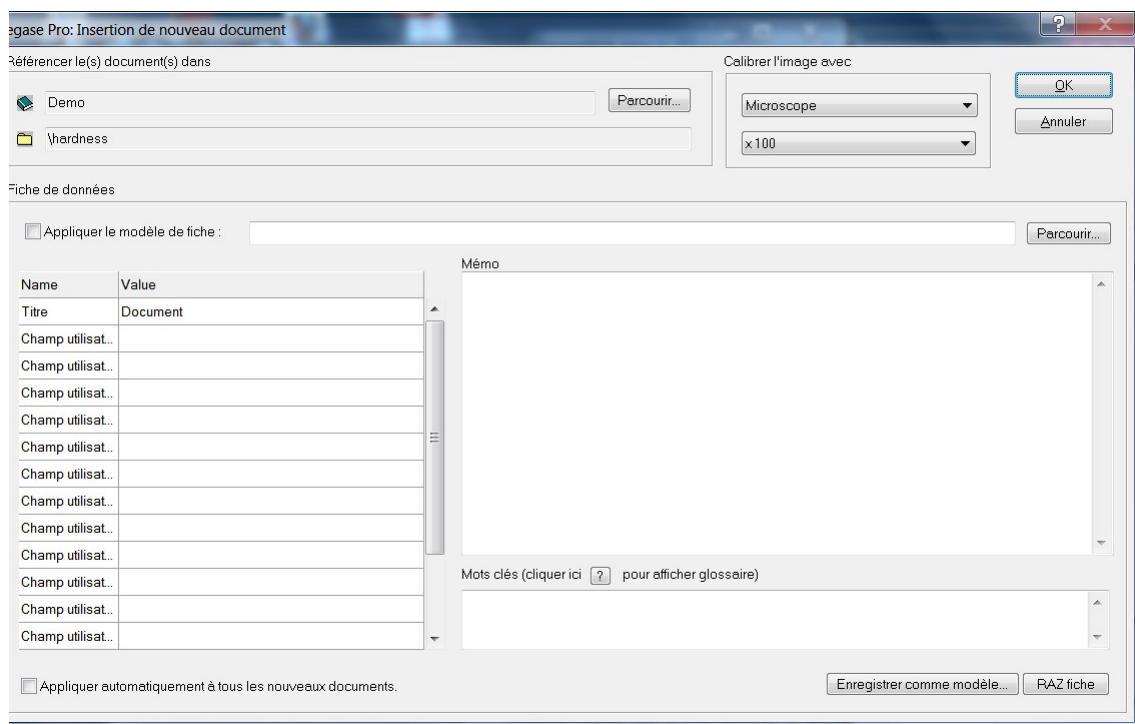 egase Pro: Insertion de nouveau document
Référencer le(s) document(s) dans
Calibrer l'image avec
Demo
Parcourir...
Microscope
OK
\hardness
x 100
Annuler
Fiche de données
Appliquer le modèle de fiche :
Parcourir...
Mémo
Name Value
Titre Document
Champ utilisat...
Champ utilisat...
Champ utilisat...
Champ utilisat...
Champ utilisat...
Champ utilisat...
Champ utilisat...
Champ utilisat...
Champ utilisat...
Champ utilisat...
Champ utilisat...
Champ utilisat...
Mots clés (cliquer ici ? pour afficher glossaire)
Appliquer automatiquement à tous les nouveaux documents.
Enregistrer comme modèle...
RAZ fiche